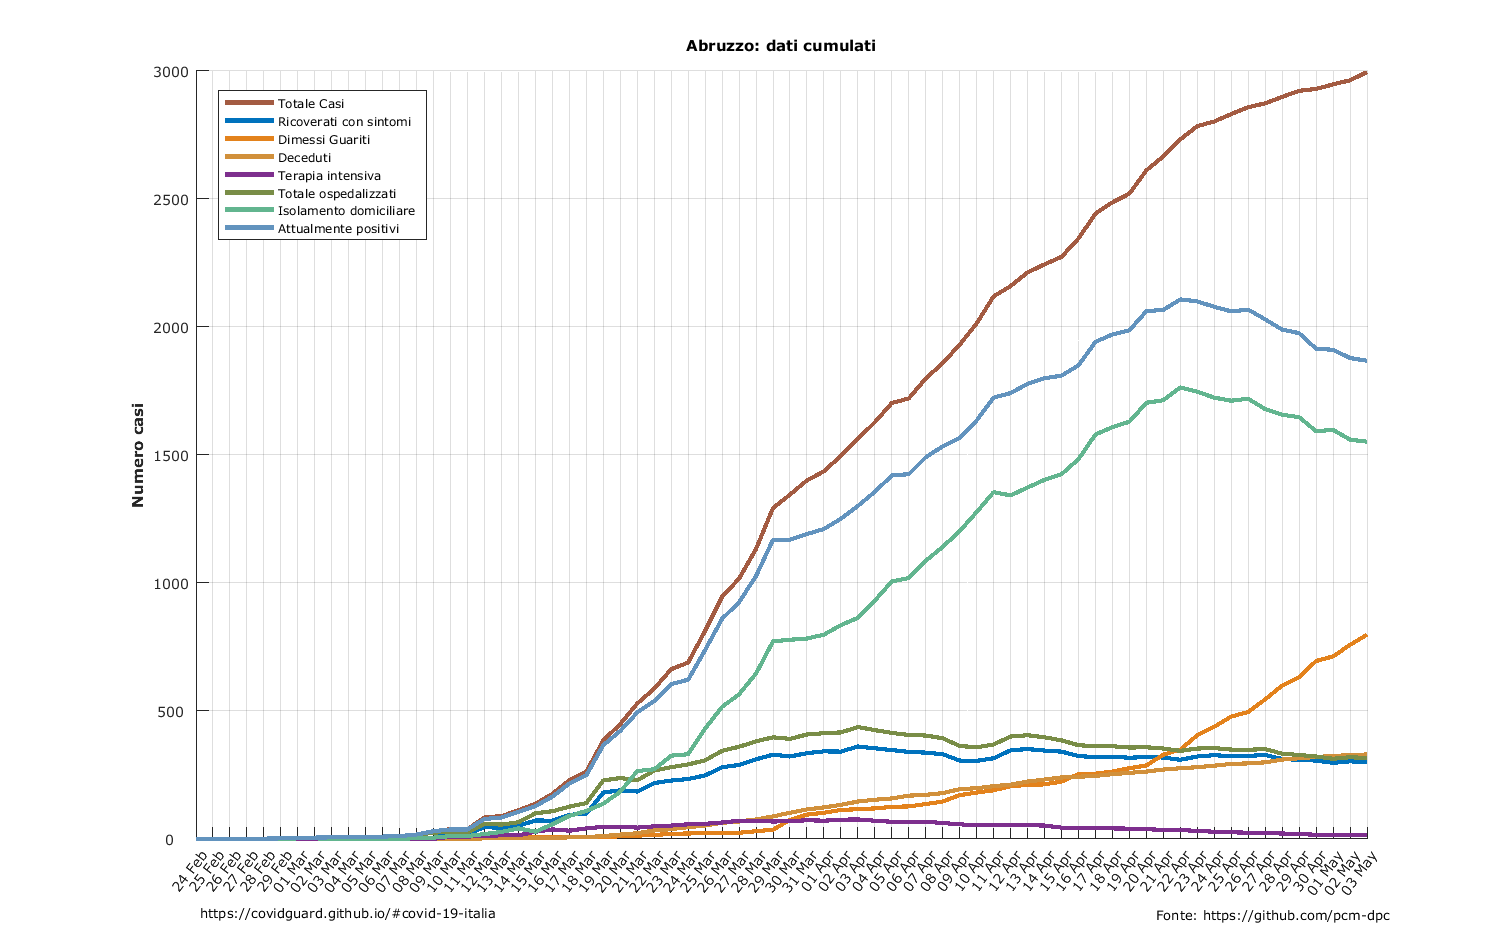 Abruzzo: dati cumulati
3000
2500
2000
1500
1000
500
0
Numero casi
Totale Casi
Ricoverati con sintomi
Dimessi Guariti
Deceduti
Terapia intensiva
Totale ospedalizzati
Isolamento domiciliare
Attualmente positivi
24 Feb
25 Feb
26 Feb
27 Feb
28 Feb
29 Feb
01 Mar
02 Mar
03 Mar
04 Mar
05 Mar
06 Mar
07 Mar
08 Mar
09 Mar
10 Mar
11 Mar
12 Mar
13 Mar
14 Mar
15 Mar
16 Mar
17 Mar
18 Mar
19 Mar
20 Mar
21 Mar
22 Mar
23 Mar
24 Mar
25 Mar
26 Mar
27 Mar
28 Mar
29 Mar
30 Mar
31 Mar
01 Apr
02 Apr
03 Apr
04 Apr
05 Apr
06 Apr
07 Apr
08 Apr
09 Apr
10 Apr
11 Apr
12 Apr
13 Apr
14 Apr
15 Apr
16 Apr
17 Apr
18 Apr
19 Apr
20 Apr
21 Apr
22 Apr
23 Apr
24 Apr
25 Apr
26 Apr
27 Apr
28 Apr
29 Apr
30 Apr
01 May
02 May
03 May
https://covidguard.github.io/#covid-19-italia
Fonte: https://github.com/pcm-dpc